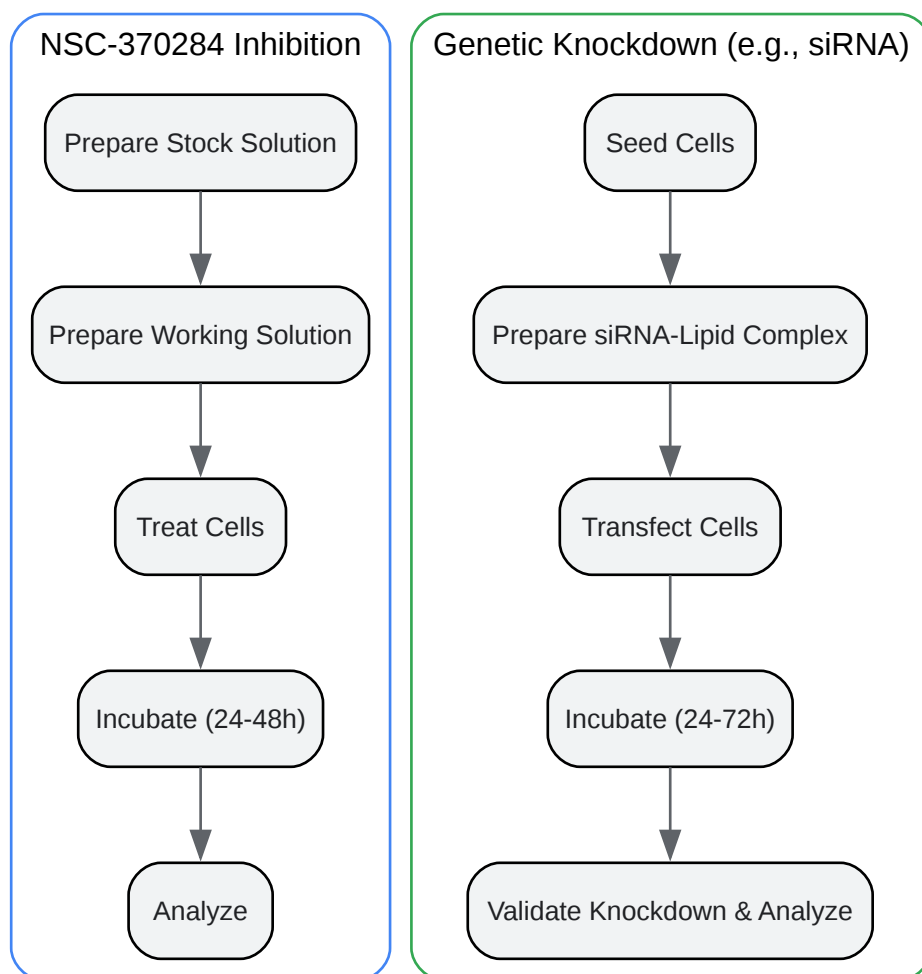 NSC-370284 Inhibition
Prepare Stock Solution
Prepare Working Solution
Treat Cells
Incubate (24-48h)
Analyze
Genetic Knockdown (e.g., siRNA)
Seed Cells
Prepare siRNA-Lipid Complex
Transfect Cells
Incubate (24-72h)
Validate Knockdown & Analyze